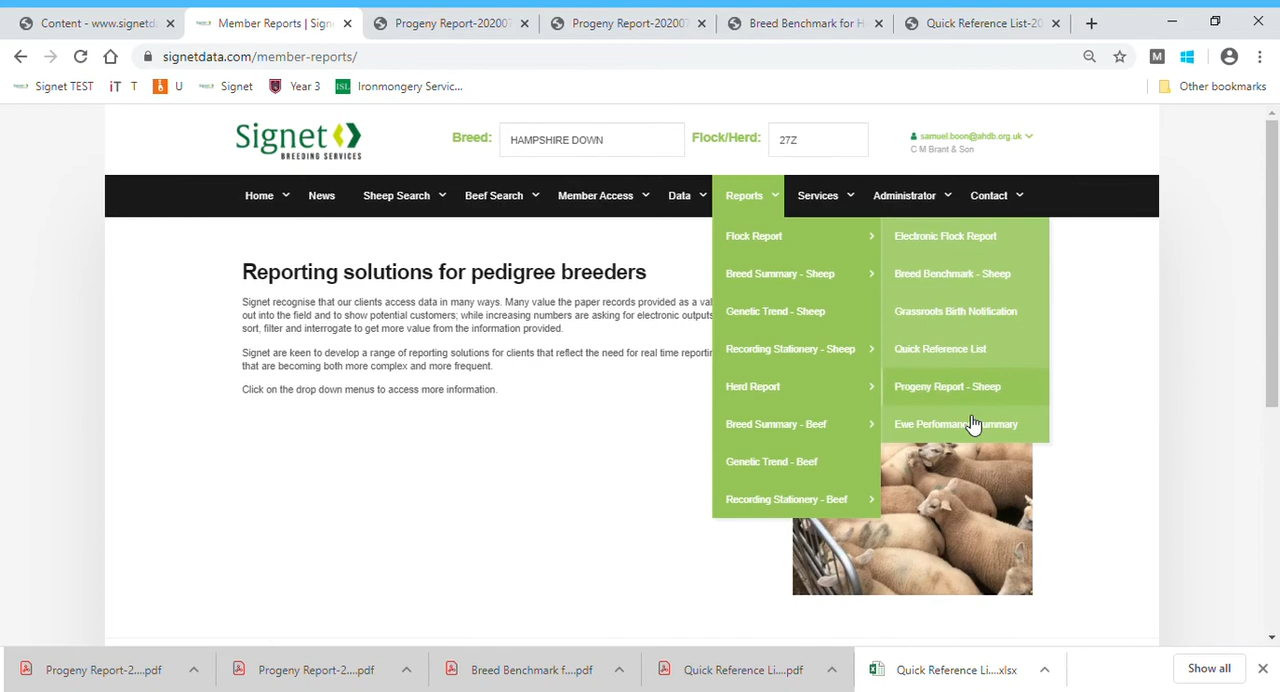 Content - www.signetda
Member Reports | Sign
Progeny Report-20200
Progeny Report-20200
Breed Benchmark for H
Quick Reference List-20
signetdata.com/member-reports/
M
Signet TEST
iT T
U
Signet
Year 3
ISL Ironmongery Servic...
Other bookmarks
Signet
BREEDING SERVICES
Breed: HAMPSHIRE DOWN
Flock/Herd: 27Z
samuel.boon@ahdb.org.uk
C M Brant & Son
Home
News
Sheep Search
Beef Search
Member Access
Data
Reports
Services
Administrator
Contact
Flock Report
Breed Summary - Sheep
Genetic Trend - Sheep
Recording Stationery - Sheep
Herd Report
Breed Summary - Beef
Genetic Trend - Beef
Recording Stationery - Beef
Electronic Flock Report
Breed Benchmark - Sheep
Grassroots Birth Notification
Quick Reference List
Progeny Report - Sheep
Ewe Performanc ummary
Reporting solutions for pedigree breeders
Signet recognise that our clients access data in many ways. Many value the paper records provided as a val
out into the field and to show potential customers; while increasing numbers are asking for electronic outputs
sort, filter and interrogate to get more value from the information provided.
Signet are keen to develop a range of reporting solutions for clients that reflect the need for real time reportin
that are becoming both more complex and more frequent.
Click on the drop down menus to access more information.
Progeny Report-2....pdf
Progeny Report-2....pdf
Breed Benchmark f....pdf
Quick Reference Li....pdf
Quick Reference Li....xlsx
Show all